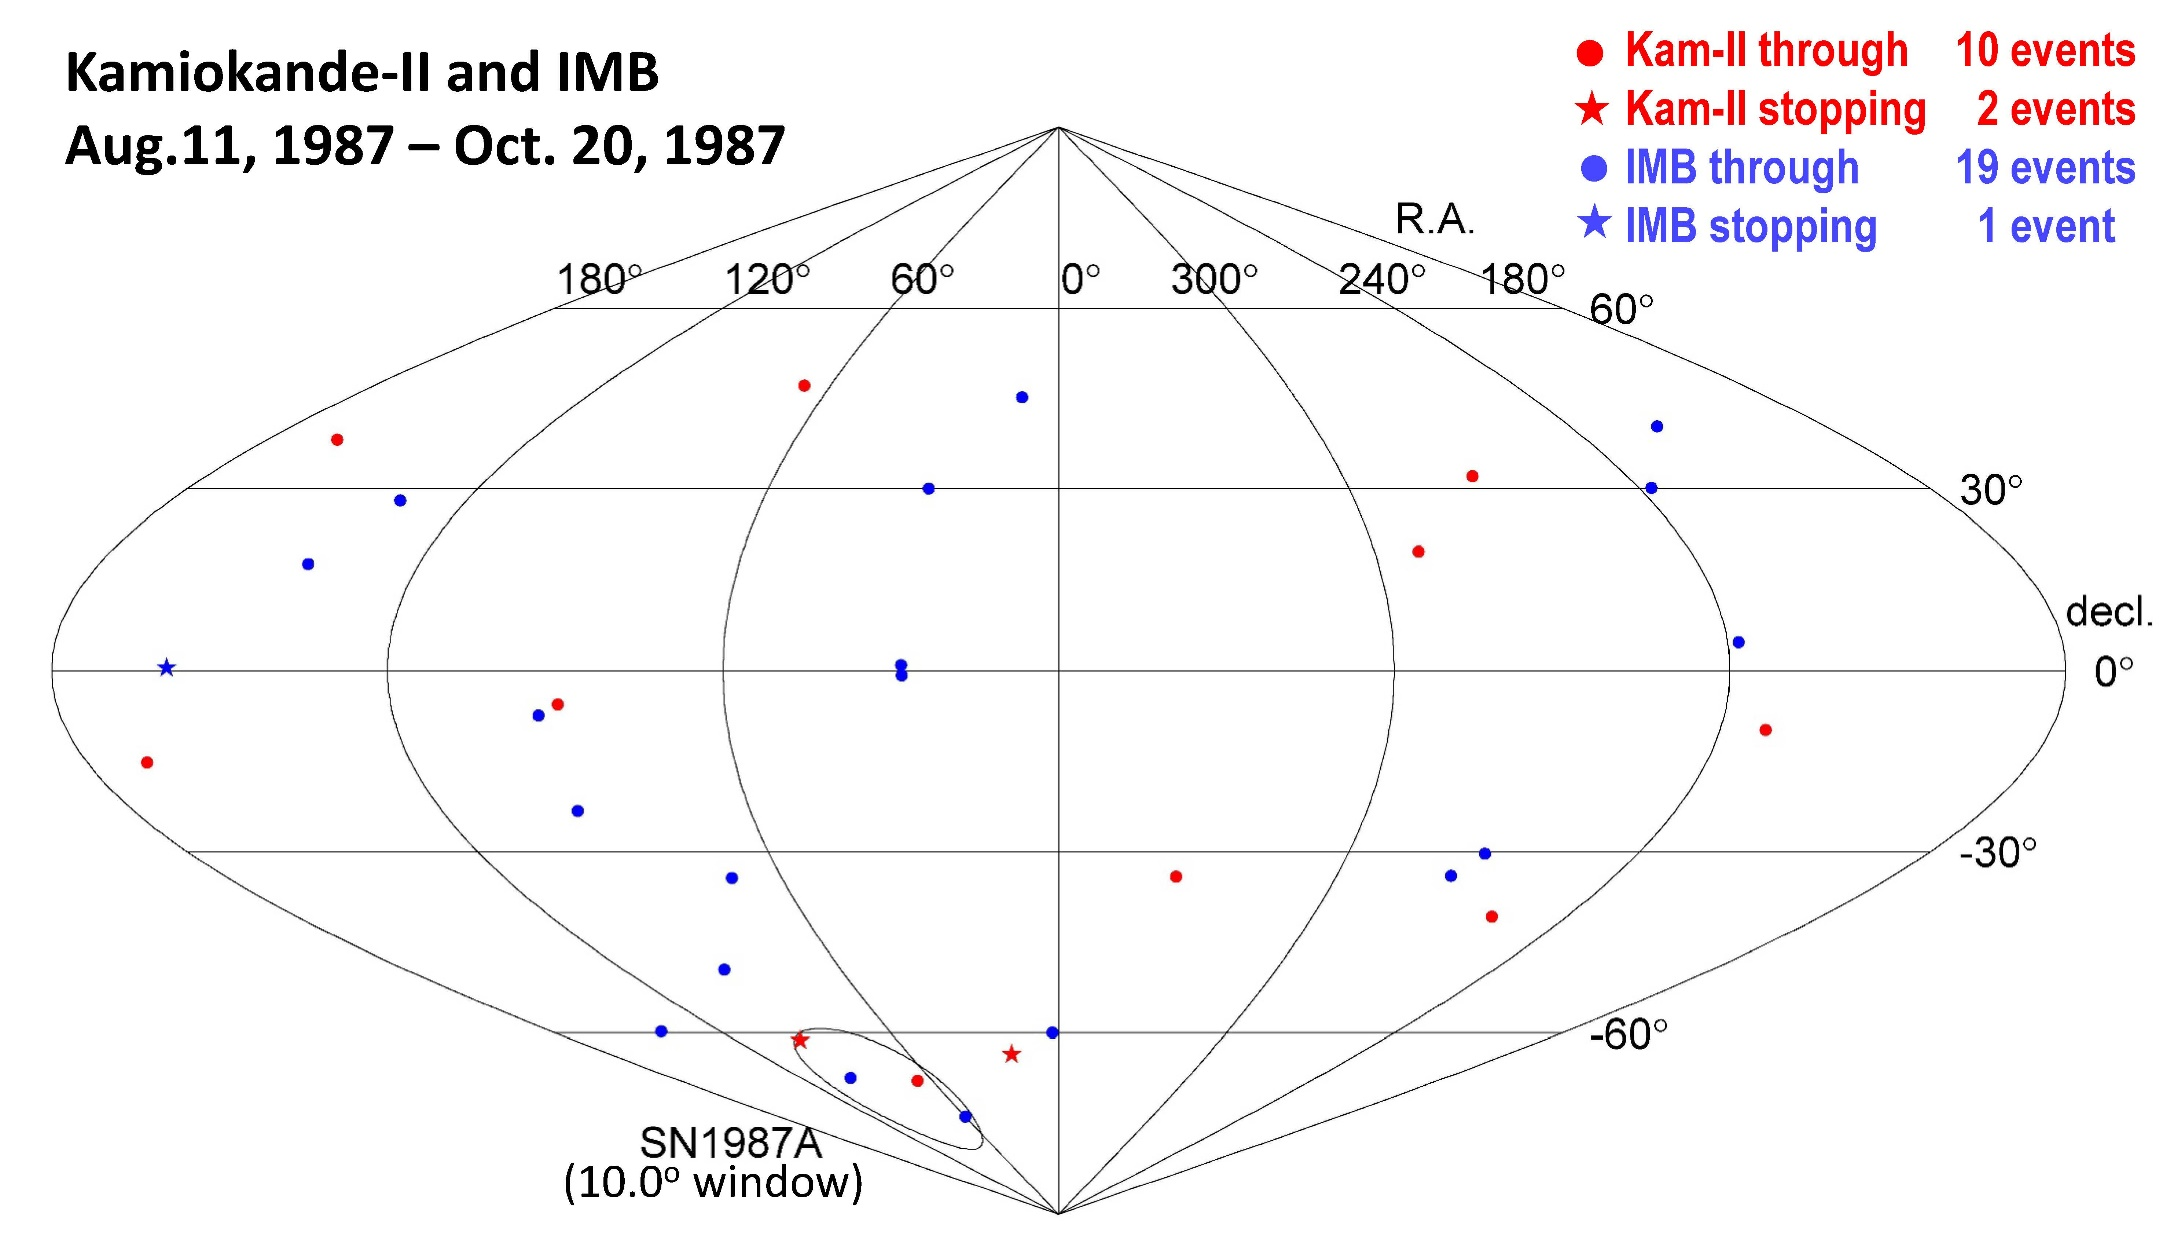 Kamiokande-II and IMB
Aug.11, 1987 – Oct. 20, 1987
Kam-II through 10 events
Kam-II stopping 2 events
IMB through 19 events
IMB stopping 1 event
R.A.
180° 120° 60° 0° 300° 240° 180°
60°
30°
decl.
0°
-30°
-60°
SN1987A
(10.0° window)